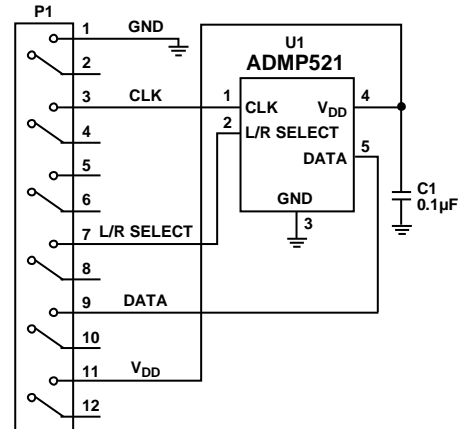 P1
1 GND
2
3 CLK
4
5
6
7 L/R SELECT
8
9 DATA
10
11 VDD
12
U1
ADMP521
1 CLK
2 L/R SELECT
VDD 4
DATA 5
GND
3
C1
0.1µF